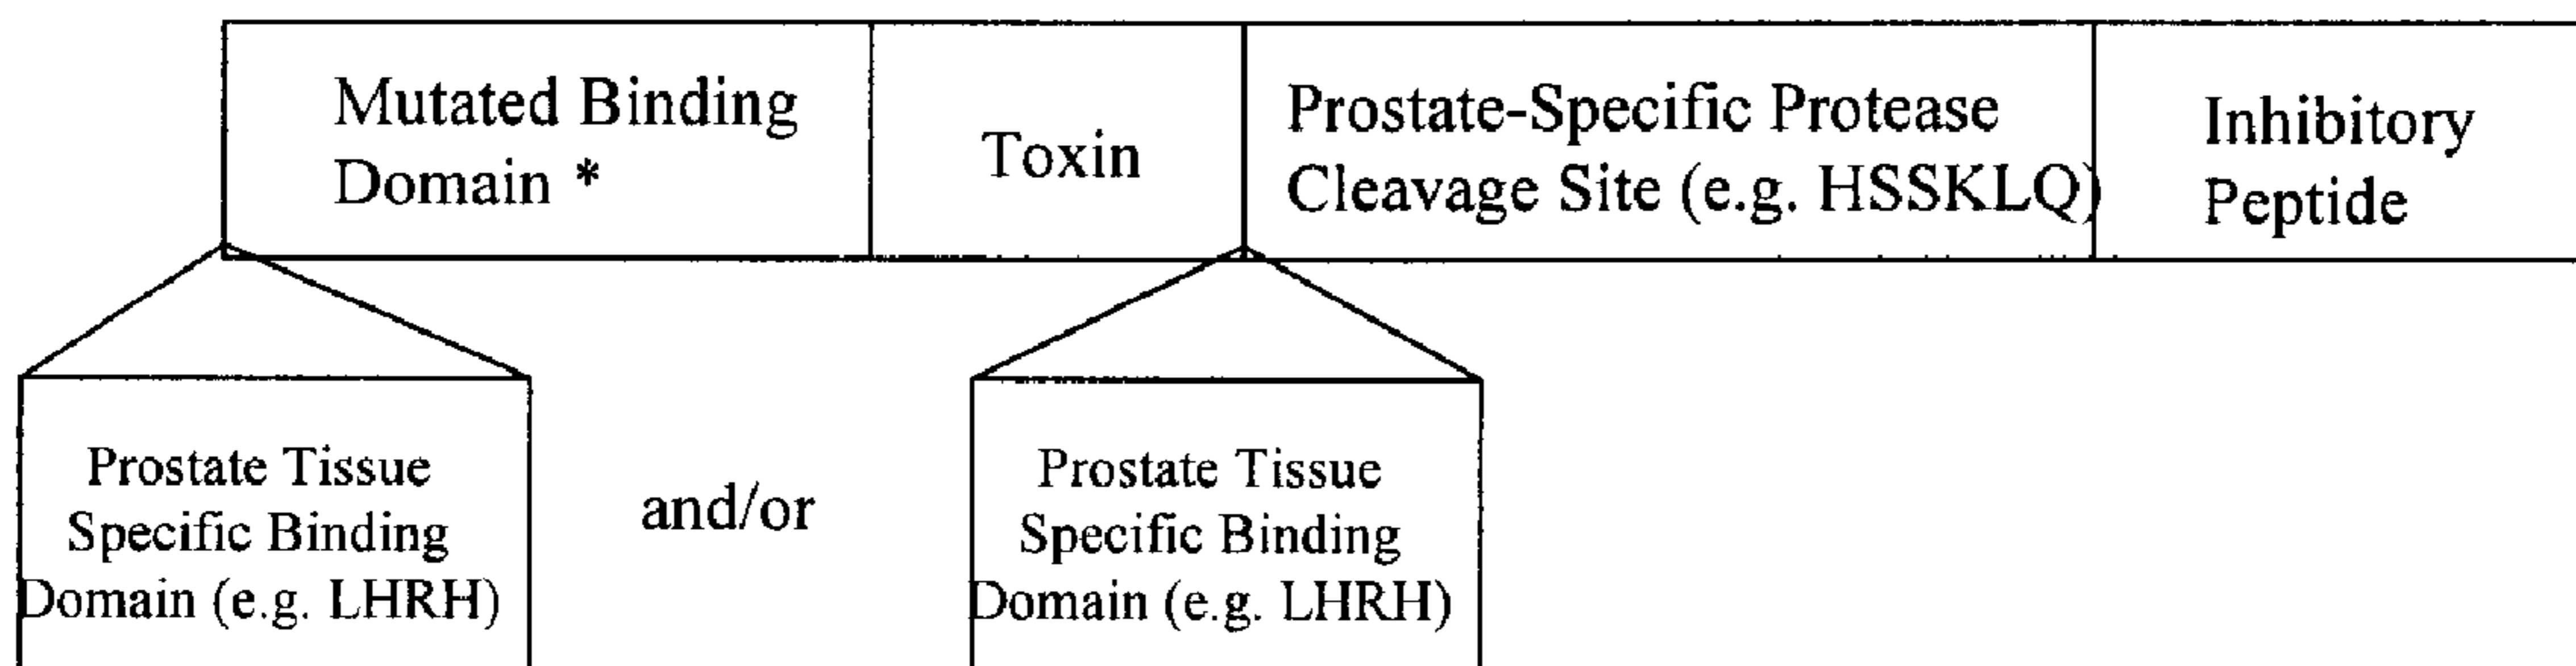 Mutated Binding
Domain *
Toxin
Prostate-Specific Protease
Cleavage Site (e.g. HSSKLQ)
Inhibitory
Peptide
Prostate Tissue
Specific Binding
Domain (e.g. LHRH)
and/or
Prostate Tissue
Specific Binding
Domain (e.g. LHRH)